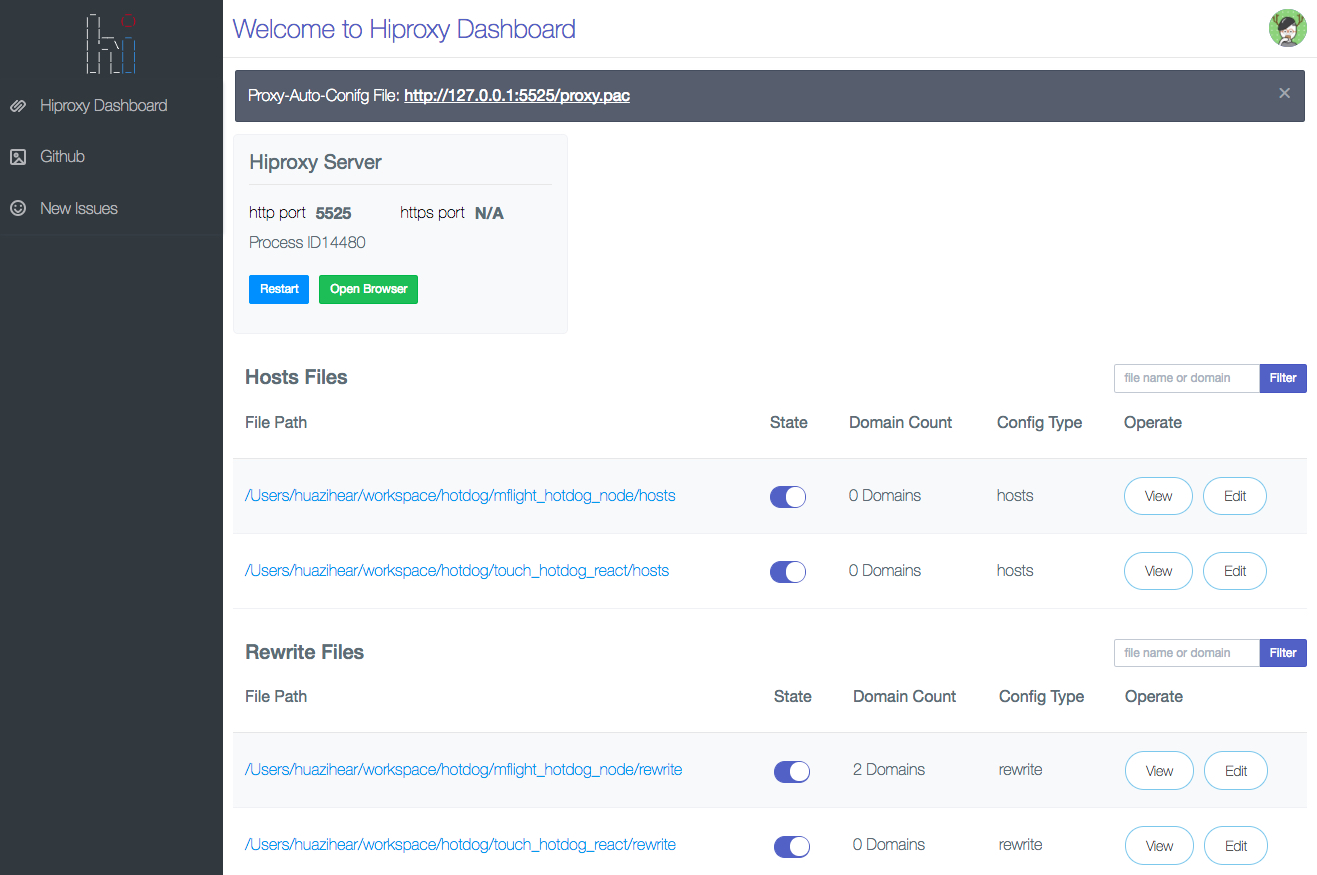 Welcome to Hiproxy Dashboard
Hiproxy Dashboard
Github
New Issues
Proxy-Auto-Conifg File: http://127.0.0.1:5525/proxy.pac
Hiproxy Server
http port 5525 https port N/A
Process ID14480
Restart Open Browser
Hosts Files file name or domain Filter
File Path State Domain Count Config Type Operate
/Users/huazihear/workspace/hotdog/mflight_hotdog_node/hosts 0 Domains hosts View Edit
/Users/huazihear/workspace/hotdog/touch_hotdog_react/hosts 0 Domains hosts View Edit
Rewrite Files file name or domain Filter
File Path State Domain Count Config Type Operate
/Users/huazihear/workspace/hotdog/mflight_hotdog_node/rewrite 2 Domains rewrite View Edit
/Users/huazihear/workspace/hotdog/touch_hotdog_react/rewrite 0 Domains rewrite View Edit